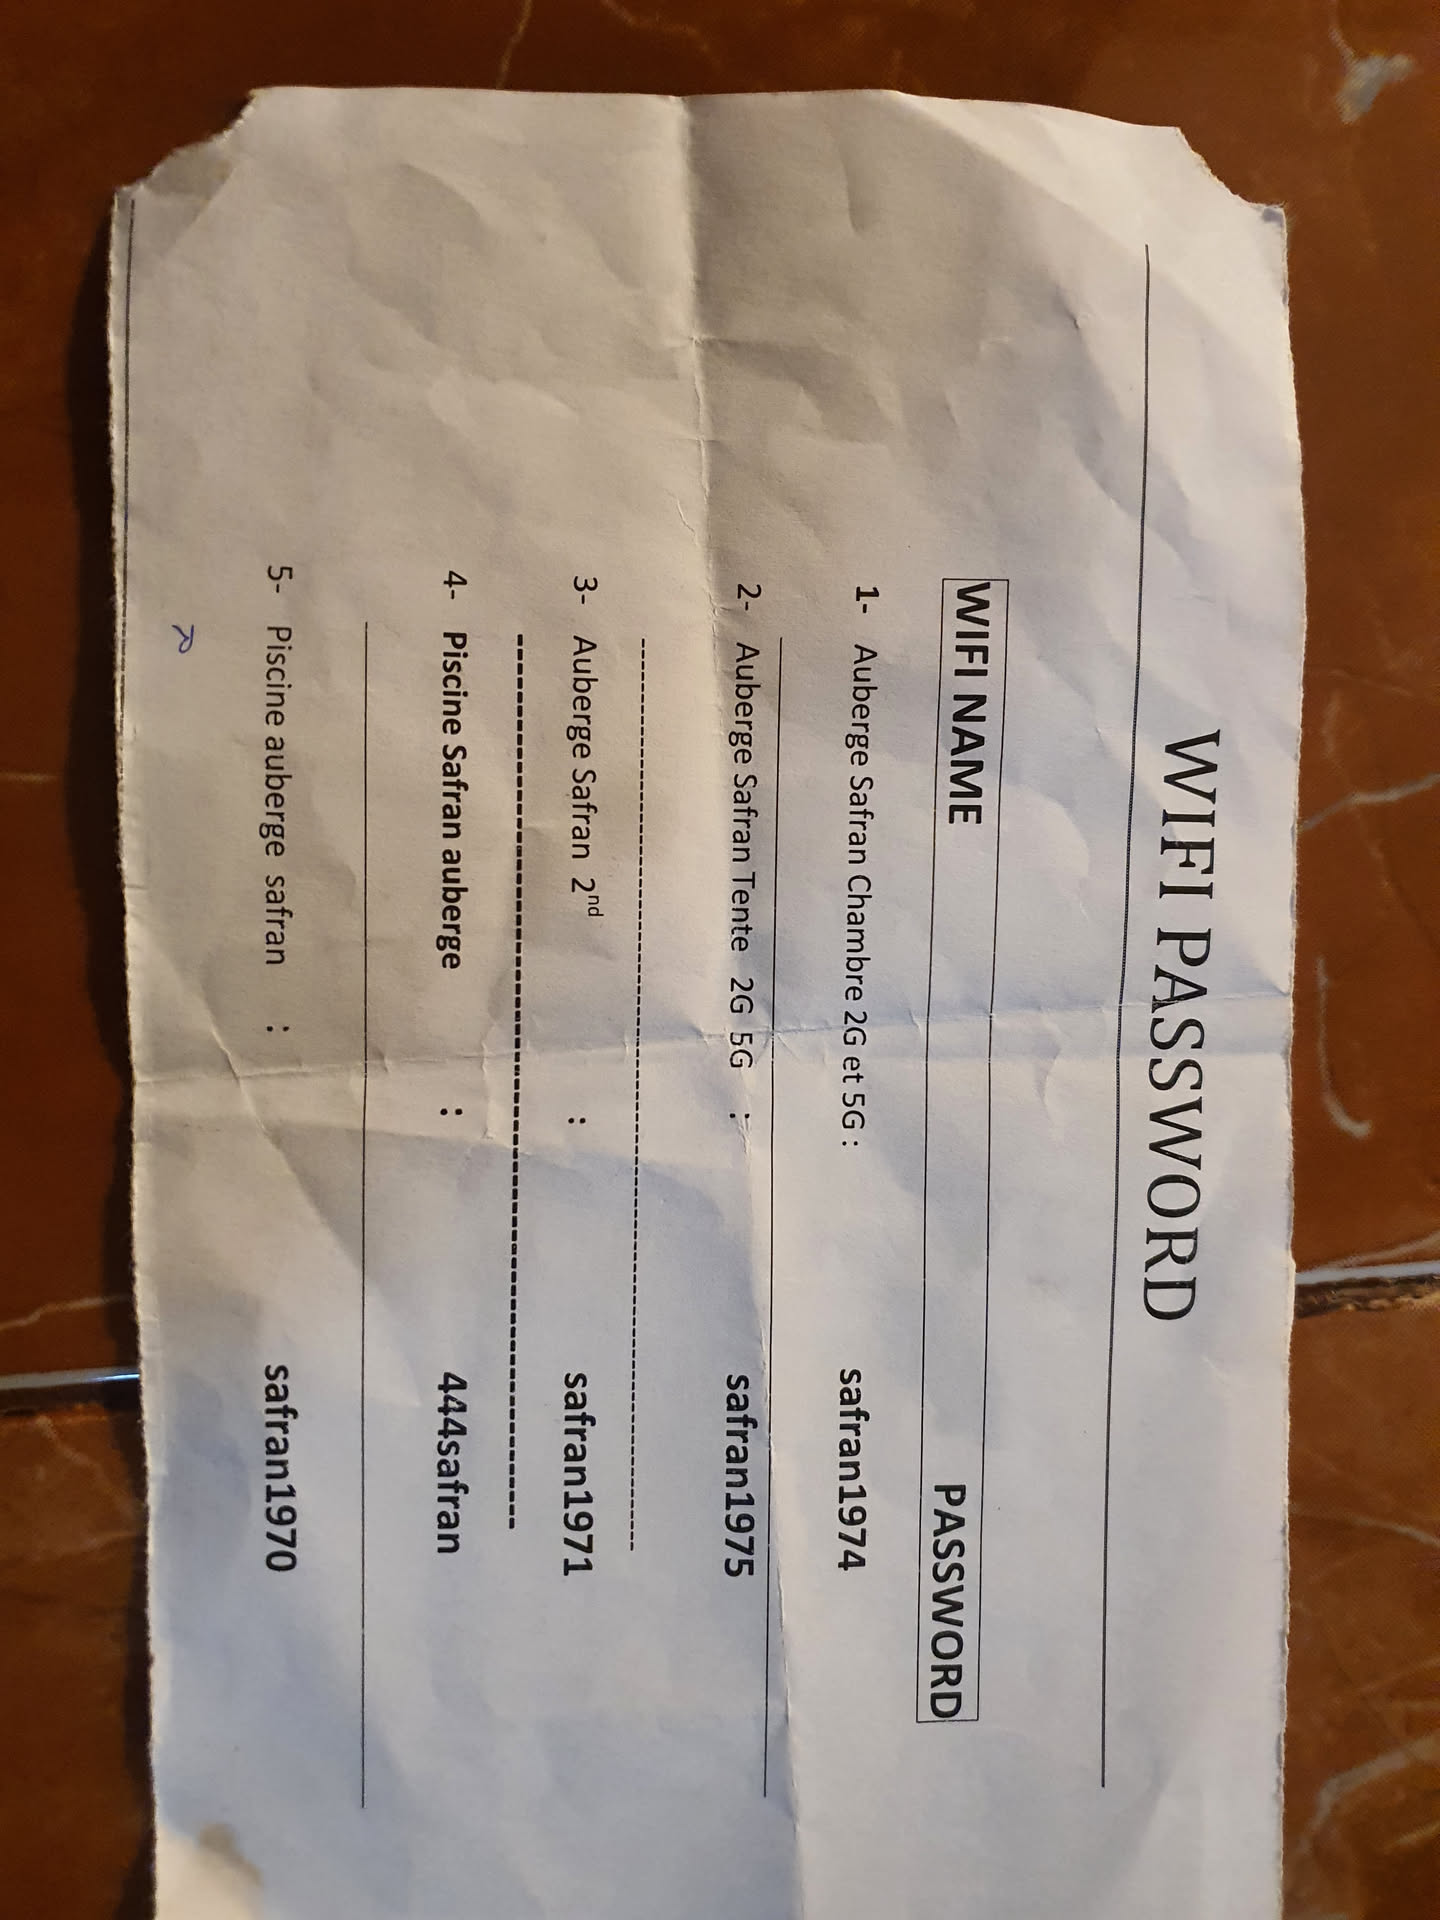 WIFI PASSWORD
WIFI NAME PASSWORD
1- Auberge Safran Chambre 2G et 5G : safran1974
2- Auberge Safran Tente 2G 5G : safran1975
3- Auberge Safran 2nd : safran1971
4- Piscine Safran auberge : 444safran
5- Piscine auberge safran : safran1970